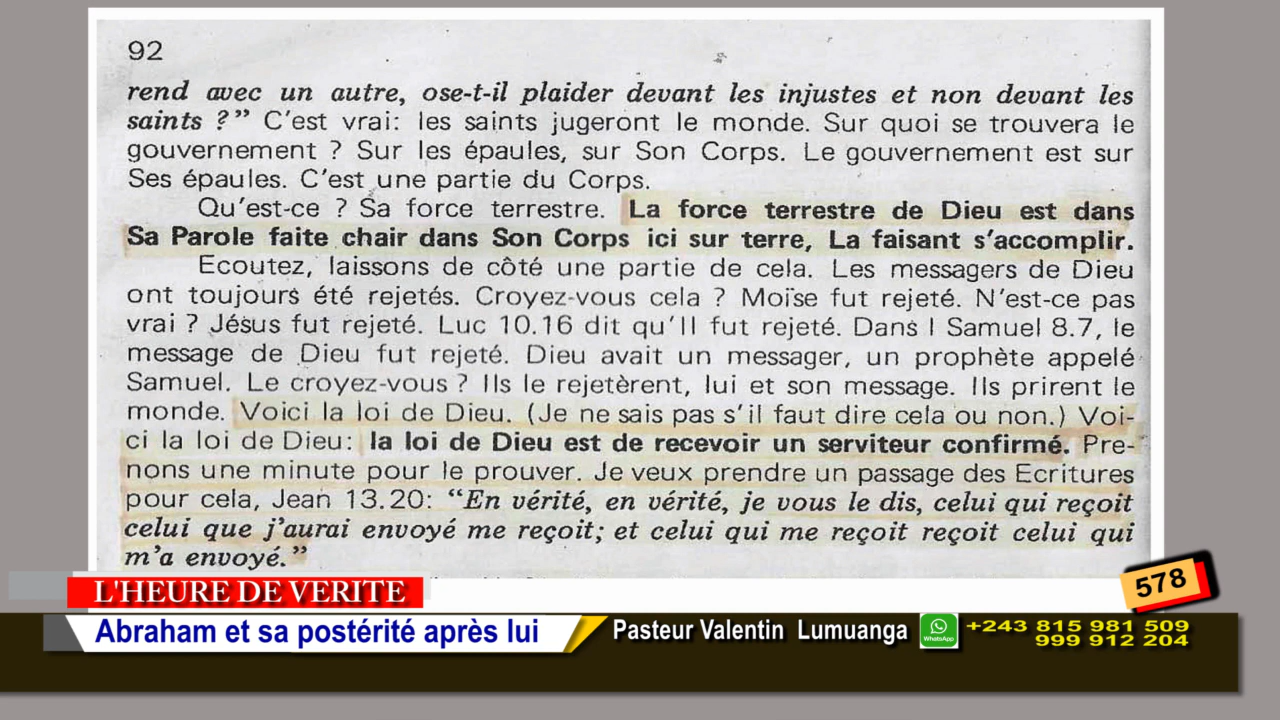 92
rend avec un autre, ose-t-il plaider devant les injustes et non devant les
saints ?” C’est vrai: les saints jugeront le monde. Sur quoi se trouvera le
gouvernement ? Sur les épaules, sur Son Corps. Le gouvernement est sur
Ses épaules. C’est une partie du Corps.
Qu’est-ce ? Sa force terrestre. La force terrestre de Dieu est dans
Sa Parole faite chair dans Son Corps ici sur terre, La faisant s’accomplir.
Ecoutez, laissons de côté une partie de cela. Les messagers de Dieu
ont toujours été rejetés. Croyez-vous cela ? Moïse fut rejeté. N’est-ce pas
vrai ? Jésus fut rejeté. Luc 10.16 dit qu’Il fut rejeté. Dans I Samuel 8.7, le
message de Dieu fut rejeté. Dieu avait un messager, un prophète appelé
Samuel. Le croyez-vous ? Ils le rejetèrent, lui et son message. Ils prirent le
monde. Voici la loi de Dieu. (Je ne sais pas s’il faut dire cela ou non.) Voi-
ci la loi de Dieu: la loi de Dieu est de recevoir un serviteur confirmé. Pre-
nons une minute pour le prouver. Je veux prendre un passage des Ecritures
pour cela, Jean 13.20: “En vérité, en vérité, je vous le dis, celui qui reçoit
celui que j’aurai envoyé me reçoit; et celui qui me reçoit reçoit celui qui
m’a envoyé.”
L'HEURE DE VERITE
578
Abraham et sa postérité après lui
Pasteur Valentin Lumuanga
WhatsApp
+243 815 981 509
999 912 204